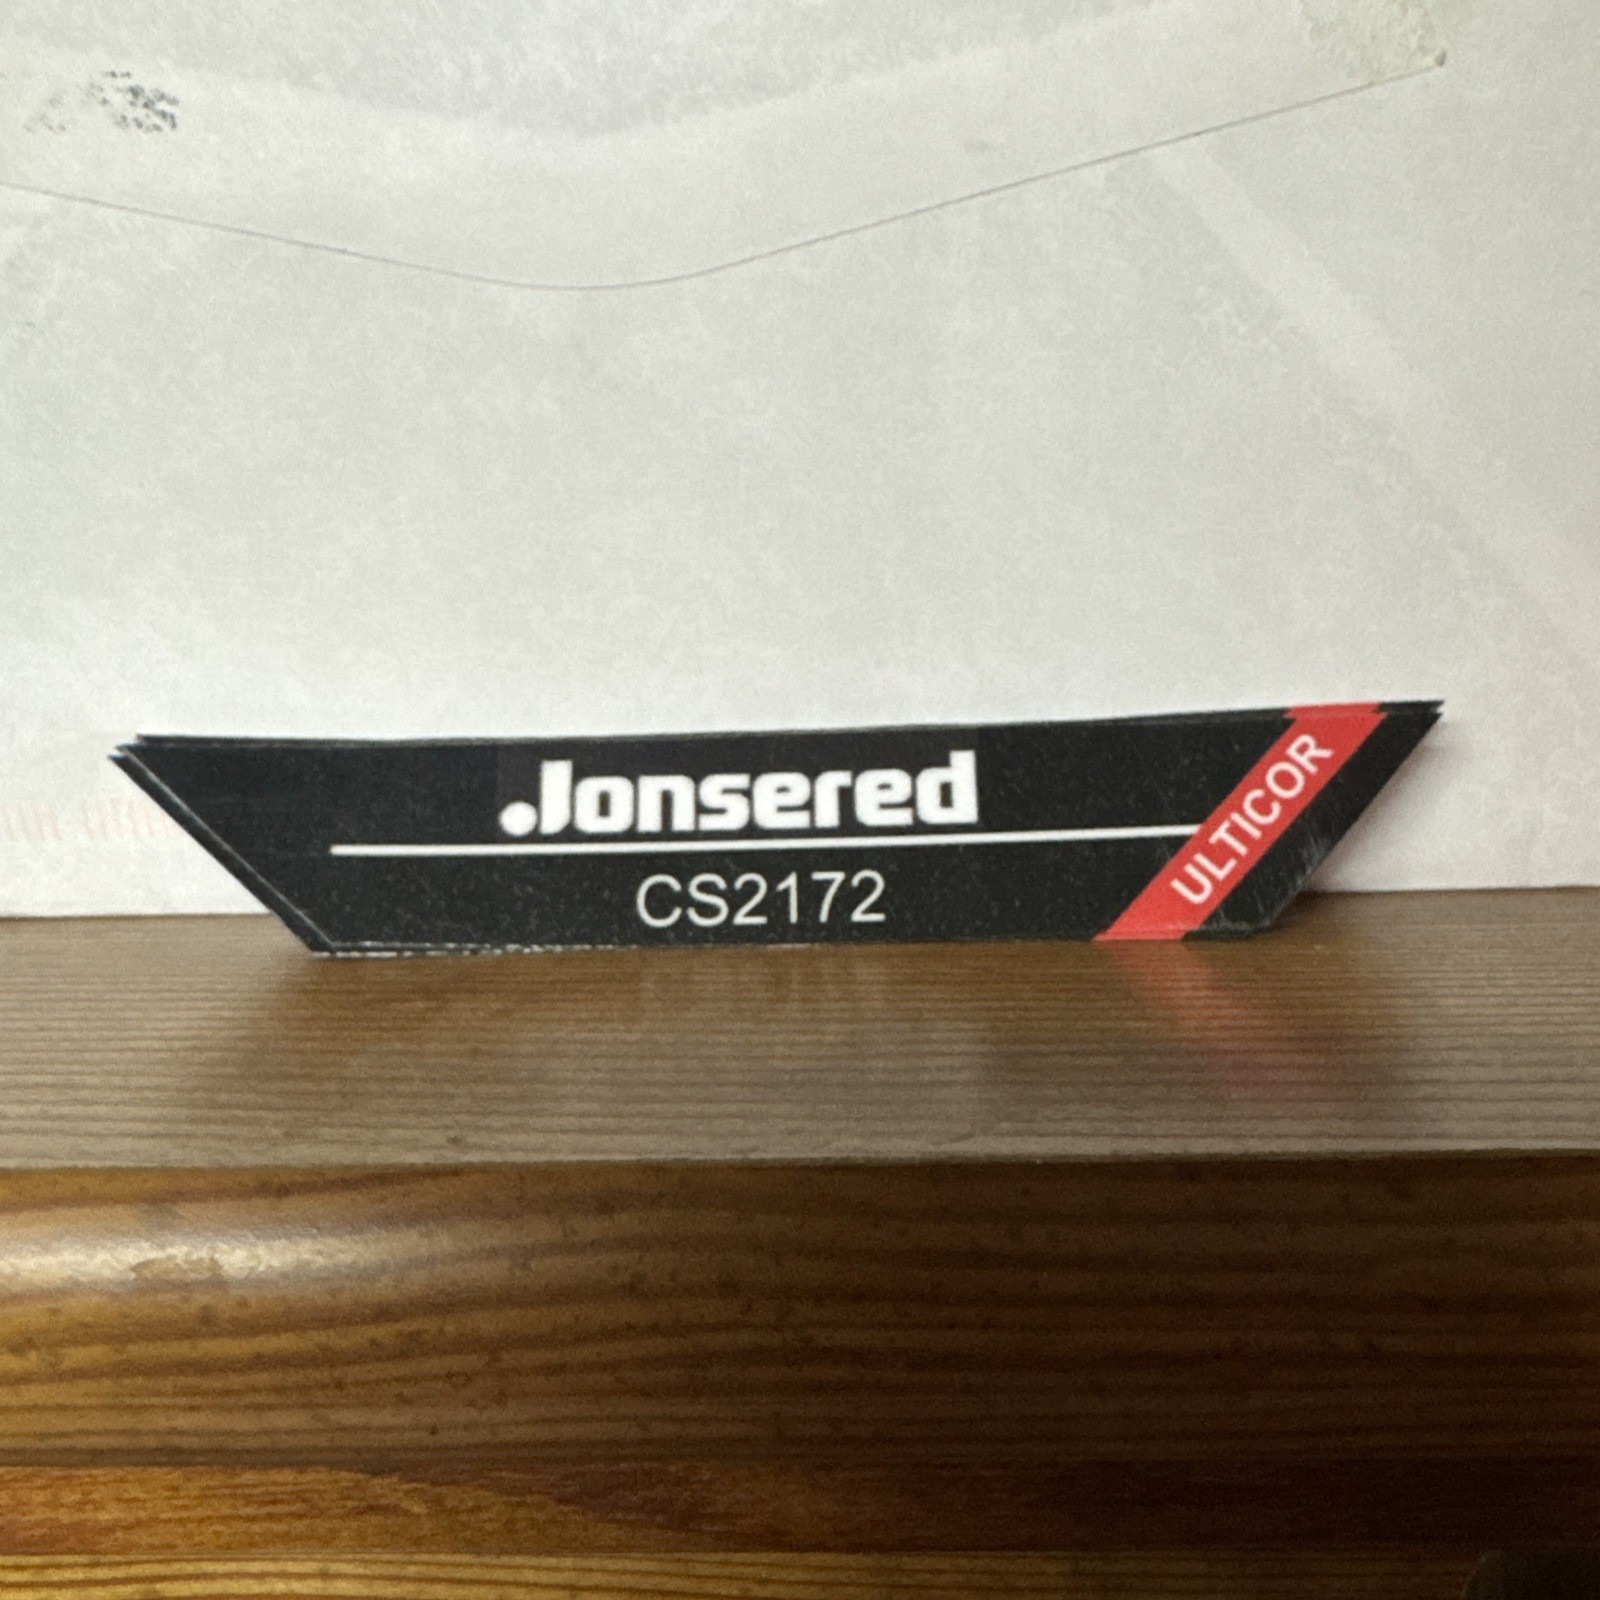 Jonsered
CS2172
ULTICOR